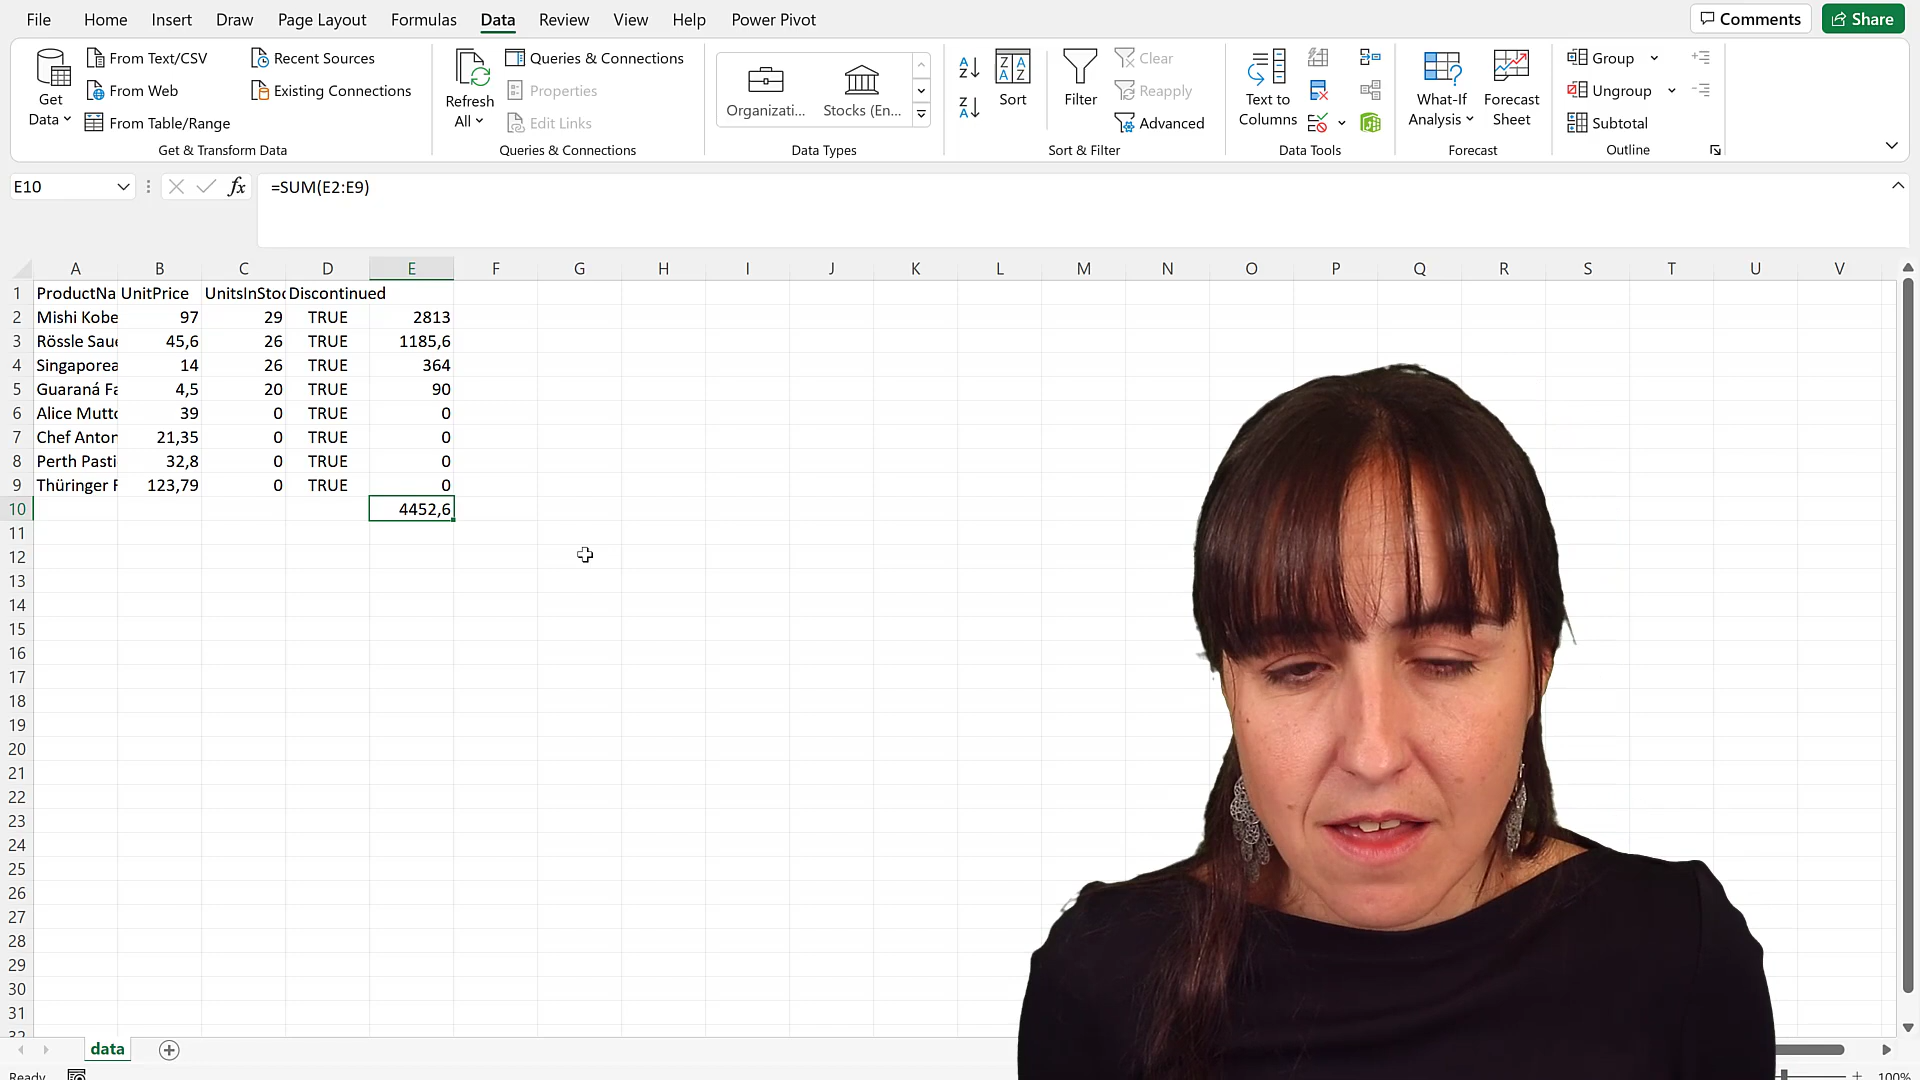 File Home Insert Draw Page Layout Formulas Data Review View Help Power Pivot Comments Share
From Text/CSV Recent Sources Queries & Connections Clear Group
From Web Existing Connections Properties Reapply Ungroup
From Table/Range Edit Links Advanced Subtotal
Get Data
Refresh All
Organizati... Stocks (En...
Sort
Filter
Text to Columns
What-If Analysis
Forecast Sheet
Get & Transform Data Queries & Connections Data Types Sort & Filter Data Tools Forecast Outline
E10 fx =SUM(E2:E9)
A B C D E F G H I J K L M N O P Q R S T U V
1 ProductNa UnitPrice UnitsInStoc Discontinued
2 Mishi Kobe 97 29 TRUE 2813
3 Rössle Saue 45,6 26 TRUE 1185,6
4 Singaporea 14 26 TRUE 364
5 Guaraná Fa 4,5 20 TRUE 90
6 Alice Mutto 39 0 TRUE 0
7 Chef Anton 21,35 0 TRUE 0
8 Perth Pasti 32,8 0 TRUE 0
9 Thüringer R 123,79 0 TRUE 0
10 4452,6
11
12
13
14
15
16
17
18
19
20
21
22
23
24
25
26
27
28
29
30
31
32
data
Ready 100%